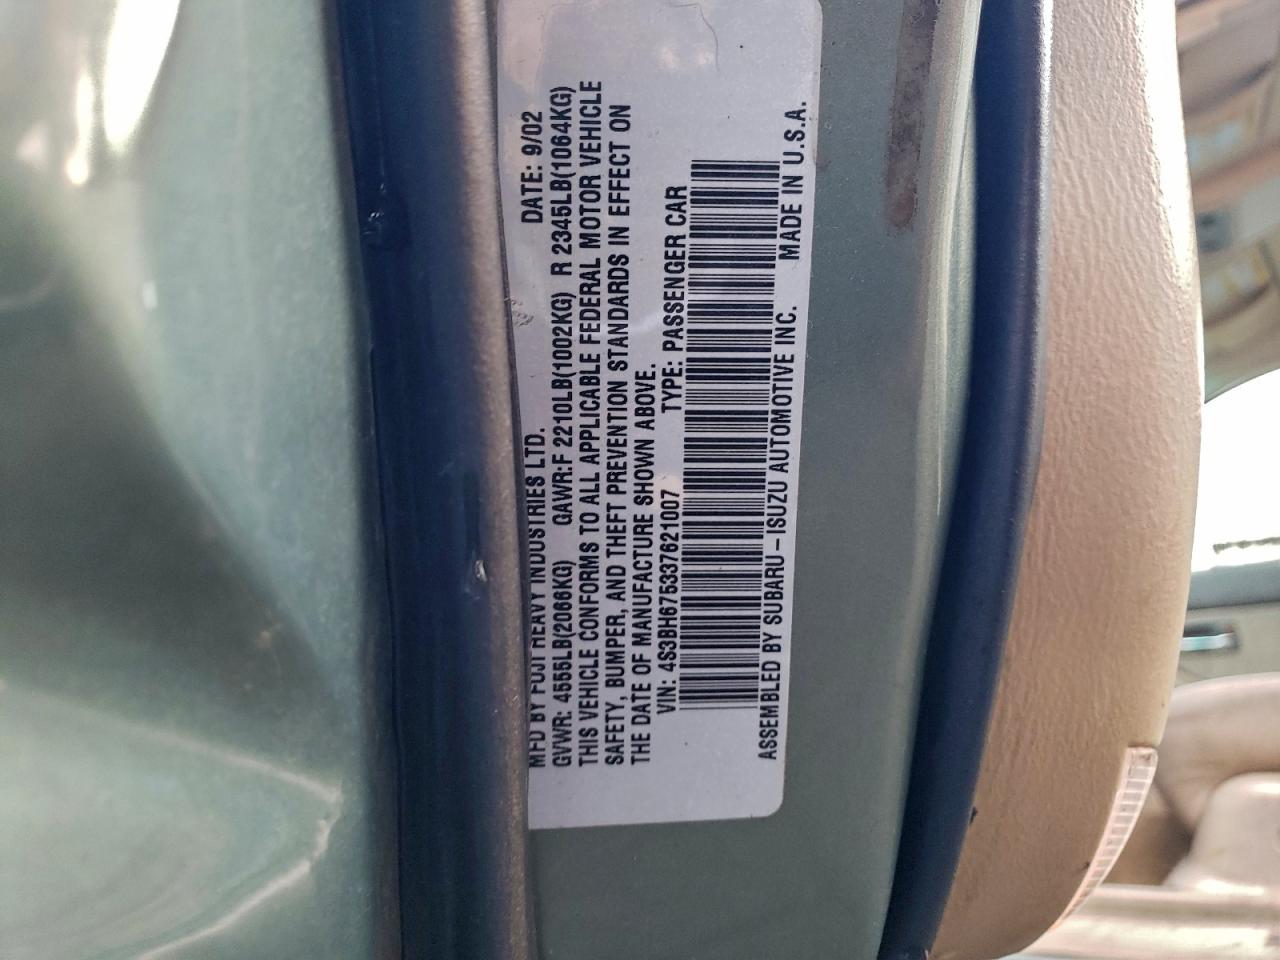 MFD BY FUJI HEAVY INDUSTRIES LTD. DATE: 9/02
GVWR: 4555LB(2066KG) GAWR:F 2210LB(1002KG) R 2345LB(1064KG)
THIS VEHICLE CONFORMS TO ALL APPLICABLE FEDERAL MOTOR VEHICLE
SAFETY, BUMPER, AND THEFT PREVENTION STANDARDS IN EFFECT ON
THE DATE OF MANUFACTURE SHOWN ABOVE.
VIN: 4S3BH675337621007 TYPE: PASSENGER CAR
ASSEMBLED BY SUBARU-ISUZU AUTOMOTIVE INC. MADE IN U.S.A.